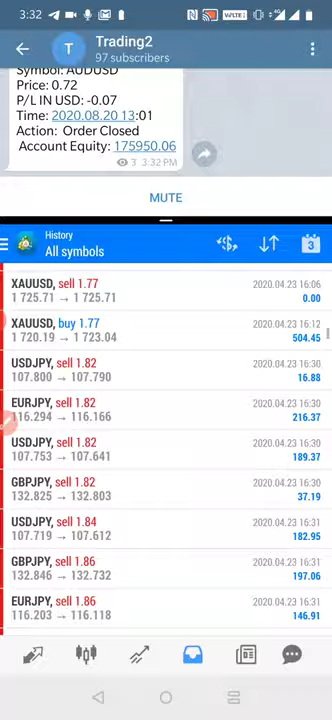 3:32
VoLTE
4G
3
T
Trading2
97 subscribers
Symbol: AUDUSD
Price: 0.72
P/L IN USD: -0.07
Time: 2020.08.20 13:01
Action: Order Closed
Account Equity: 175950.06
3 3:32 PM
MUTE
History
All symbols
3
XAUUSD, sell 1.77 2020.04.23 16:06
1 725.71 → 1 725.71 0.00
XAUUSD, buy 1.77 2020.04.23 16:12
1 720.19 → 1 723.04 504.45
USDJPY, sell 1.82 2020.04.23 16:30
107.800 → 107.790 16.88
EURJPY, sell 1.82 2020.04.23 16:30
116.294 → 116.166 216.37
USDJPY, sell 1.82 2020.04.23 16:30
107.753 → 107.641 189.37
GBPJPY, sell 1.82 2020.04.23 16:30
132.825 → 132.803 37.19
USDJPY, sell 1.84 2020.04.23 16:31
107.719 → 107.612 182.95
GBPJPY, sell 1.86 2020.04.23 16:31
132.846 → 132.732 197.06
EURJPY, sell 1.86 2020.04.23 16:31
116.203 → 116.118 146.91